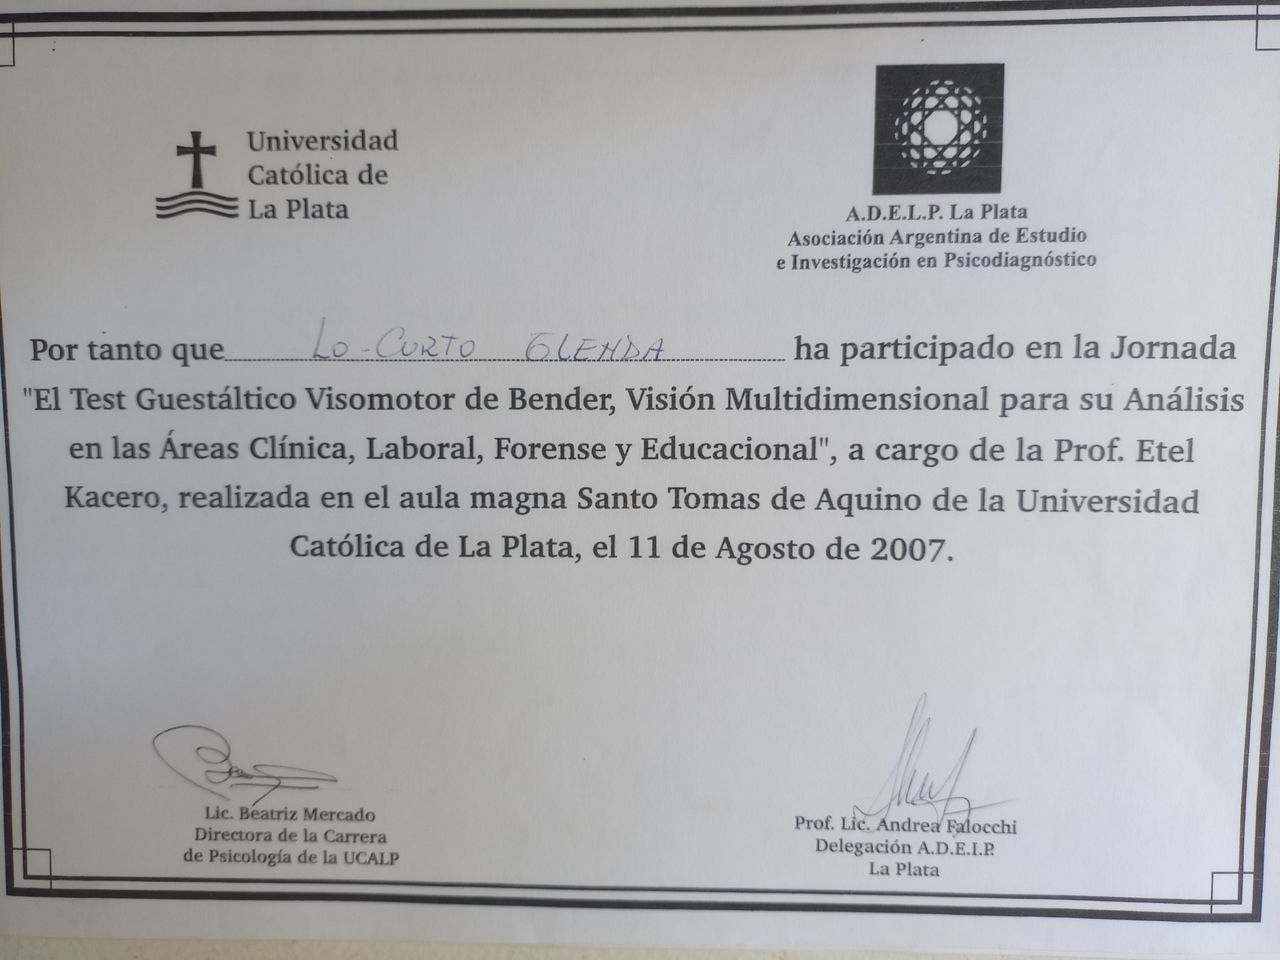 Universidad
Católica de
La Plata
A.D.E.L.P. La Plata
Asociación Argentina de Estudio
e Investigación en Psicodiagnóstico
Por tanto que LO-CURTO GLENDA ha participado en la Jornada
"El Test Guestáltico Visomotor de Bender, Visión Multidimensional para su Análisis
en las Áreas Clínica, Laboral, Forense y Educacional", a cargo de la Prof. Etel
Kacero, realizada en el aula magna Santo Tomas de Aquino de la Universidad
Católica de La Plata, el 11 de Agosto de 2007.
Lic. Beatriz Mercado
Directora de la Carrera
de Psicología de la UCALP
Prof. Lic. Andrea Falocchi
Delegación A.D.E.I.P.
La Plata